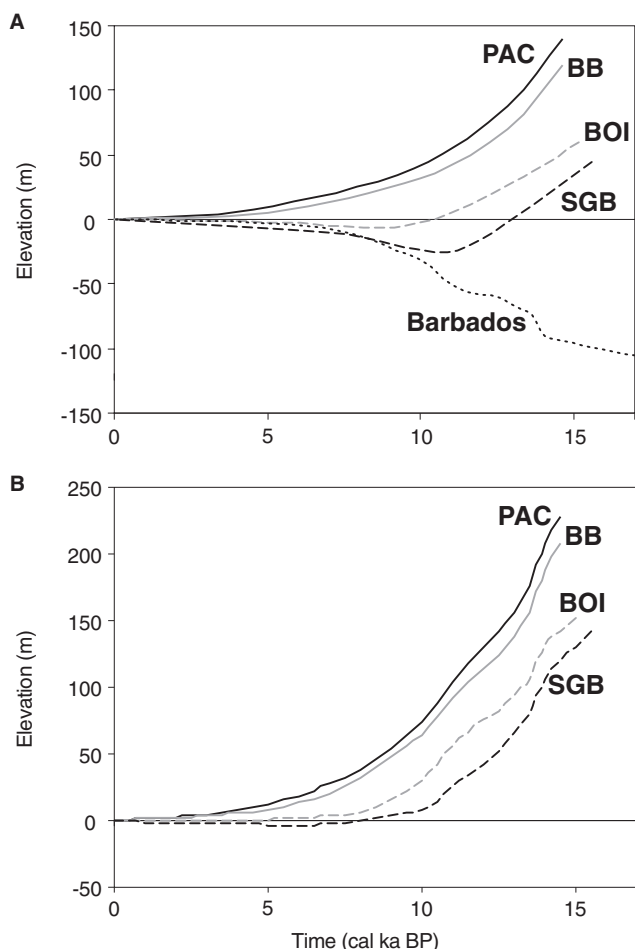 A
150
100
50
0
-50
-100
-150
Elevation (m)
PAC
BB
BOI
SGB
Barbados
0 5 10 15
B
250
200
150
100
50
0
-50
Elevation (m)
PAC
BB
BOI
SGB
0 5 10 15
Time (cal ka BP)